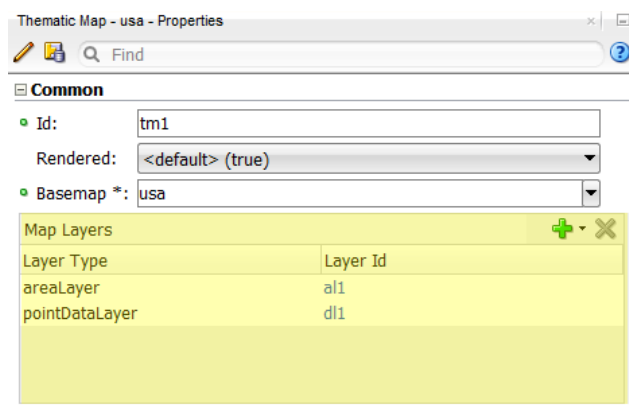 Thematic Map - usa - Properties
Find
Common
Id: tm1
Rendered: <default> (true)
Basemap *: usa
Map Layers
Layer Type Layer Id
areaLayer al1
pointDataLayer dl1